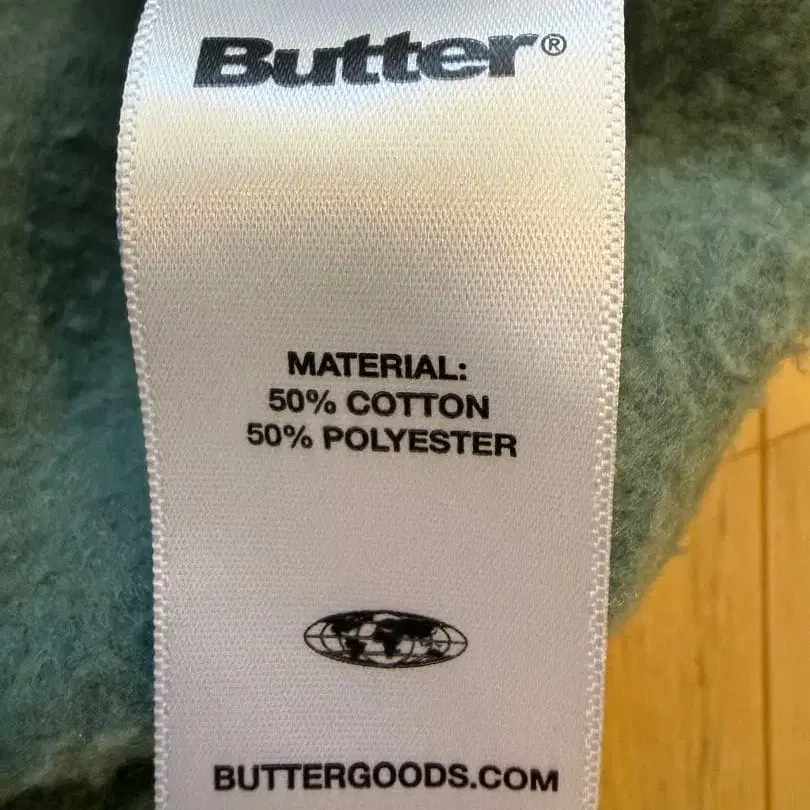 Butter®
MATERIAL:
50% COTTON
50% POLYESTER
BUTTERGOODS.COM